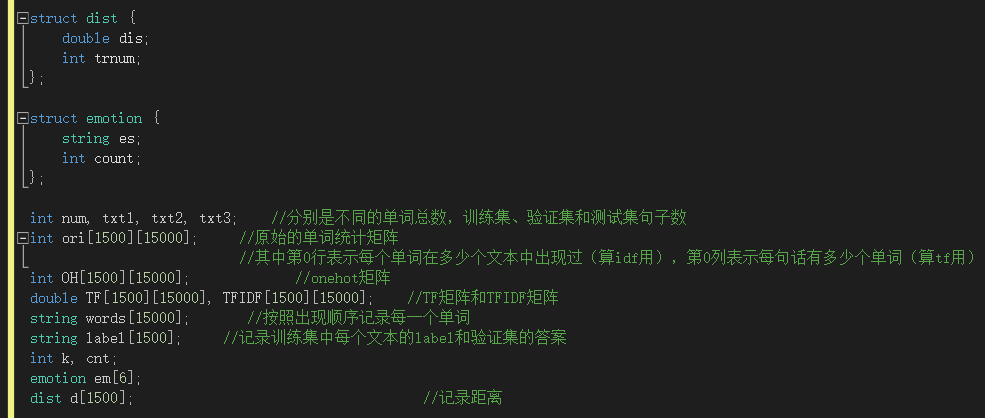 struct dist {
double dis;
int trnum;
};
struct emotion {
string es;
int count;
};
int num, txt1, txt2, txt3; //分别是不同的单词总数，训练集、验证集和测试集句子数
int ori[1500][15000]; //原始的单词统计矩阵
//其中第0行表示每个单词在多少个文本中出现过（算idf用），第0列表示每句话有多少个单词（算tf用）
int OH[1500][15000]; //onehot矩阵
double TF[1500][15000], TFIDF[1500][15000]; //TF矩阵和TFIDF矩阵
string words[15000]; //按照出现顺序记录每一个单词
string label[1500]; //记录训练集中每个文本的label和验证集的答案
int k, cnt;
emotion em[6];
dist d[1500]; //记录距离